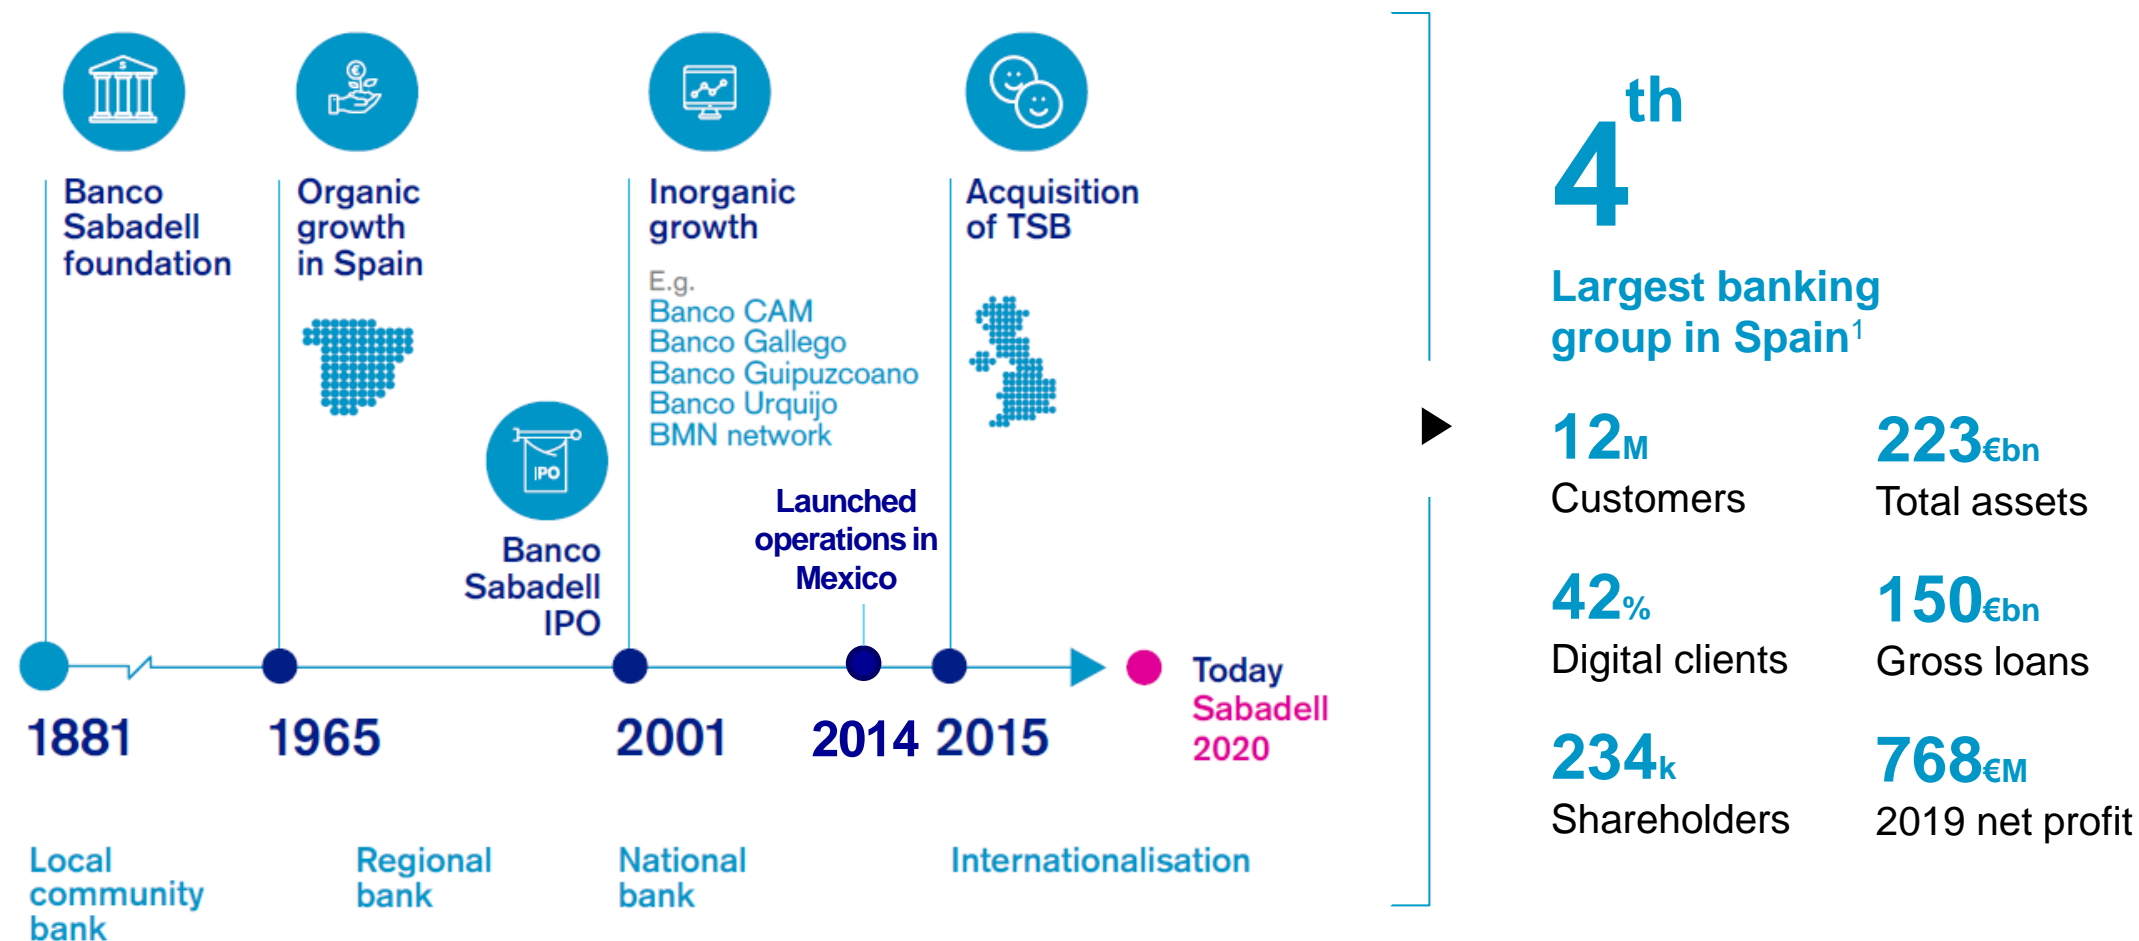 Banco
Sabadell
foundation
Organic
growth
in Spain
IPO
Banco
Sabadell
IPO
Inorganic
growth
E.g.
Banco CAM
Banco Gallego
Banco Guipuzcoano
Banco Urquijo
BMN network
Launched
operations in
Mexico
Acquisition
of TSB
1881
1965
2001
2014
2015
Today
Sabadell
2020
Local
community
bank
Regional
bank
National
bank
Internationalisation
4th
Largest banking
group in Spain1
12M
Customers
223€bn
Total assets
42%
Digital clients
150€bn
Gross loans
234k
Shareholders
768€M
2019 net profit